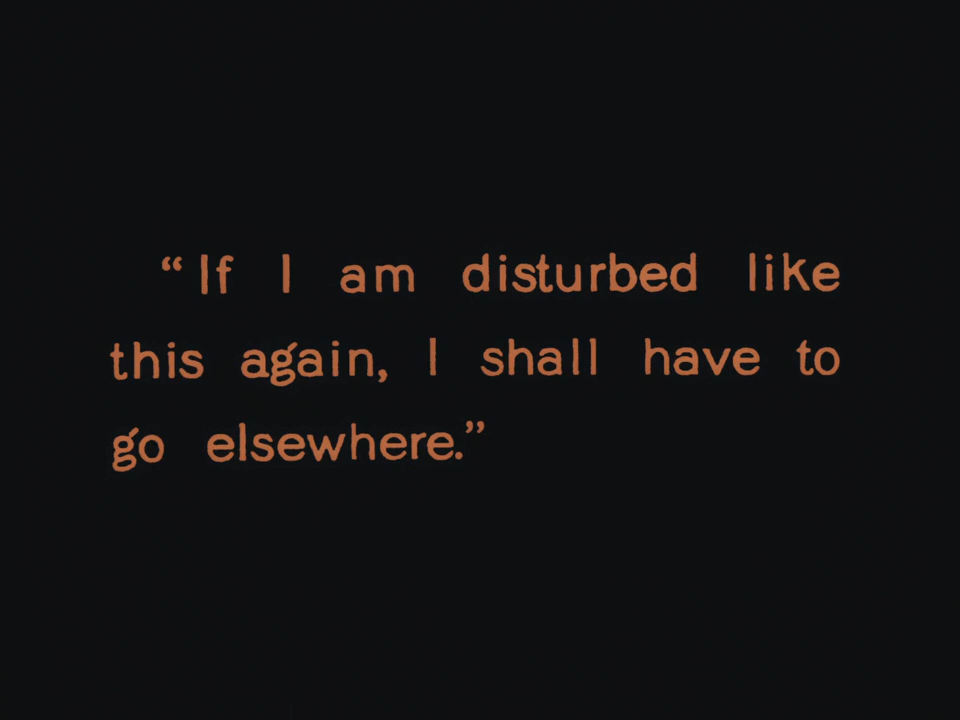 “If I am disturbed like
this again, I shall have to
go elsewhere.”